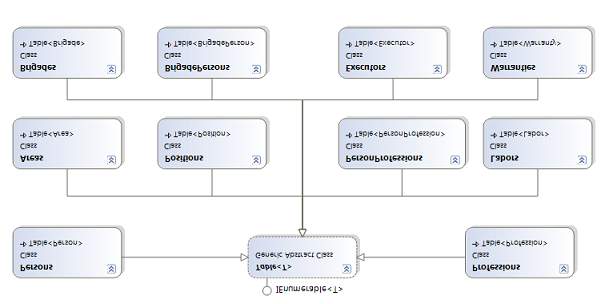 IEnumerable<T>
Persons
Class
Table<Person>
Table<T>
Generic Abstract Class
Professions
Class
Table<Profession>
Areas
Class
Table<Area>
Positions
Class
Table<Position>
PersonProfessions
Class
Table<PersonProfession>
Labors
Class
Table<Labor>
Brigades
Class
Table<Brigade>
BrigadePersons
Class
Table<BrigadePerson>
Executors
Class
Table<Executor>
Warranties
Class
Table<Warranty>